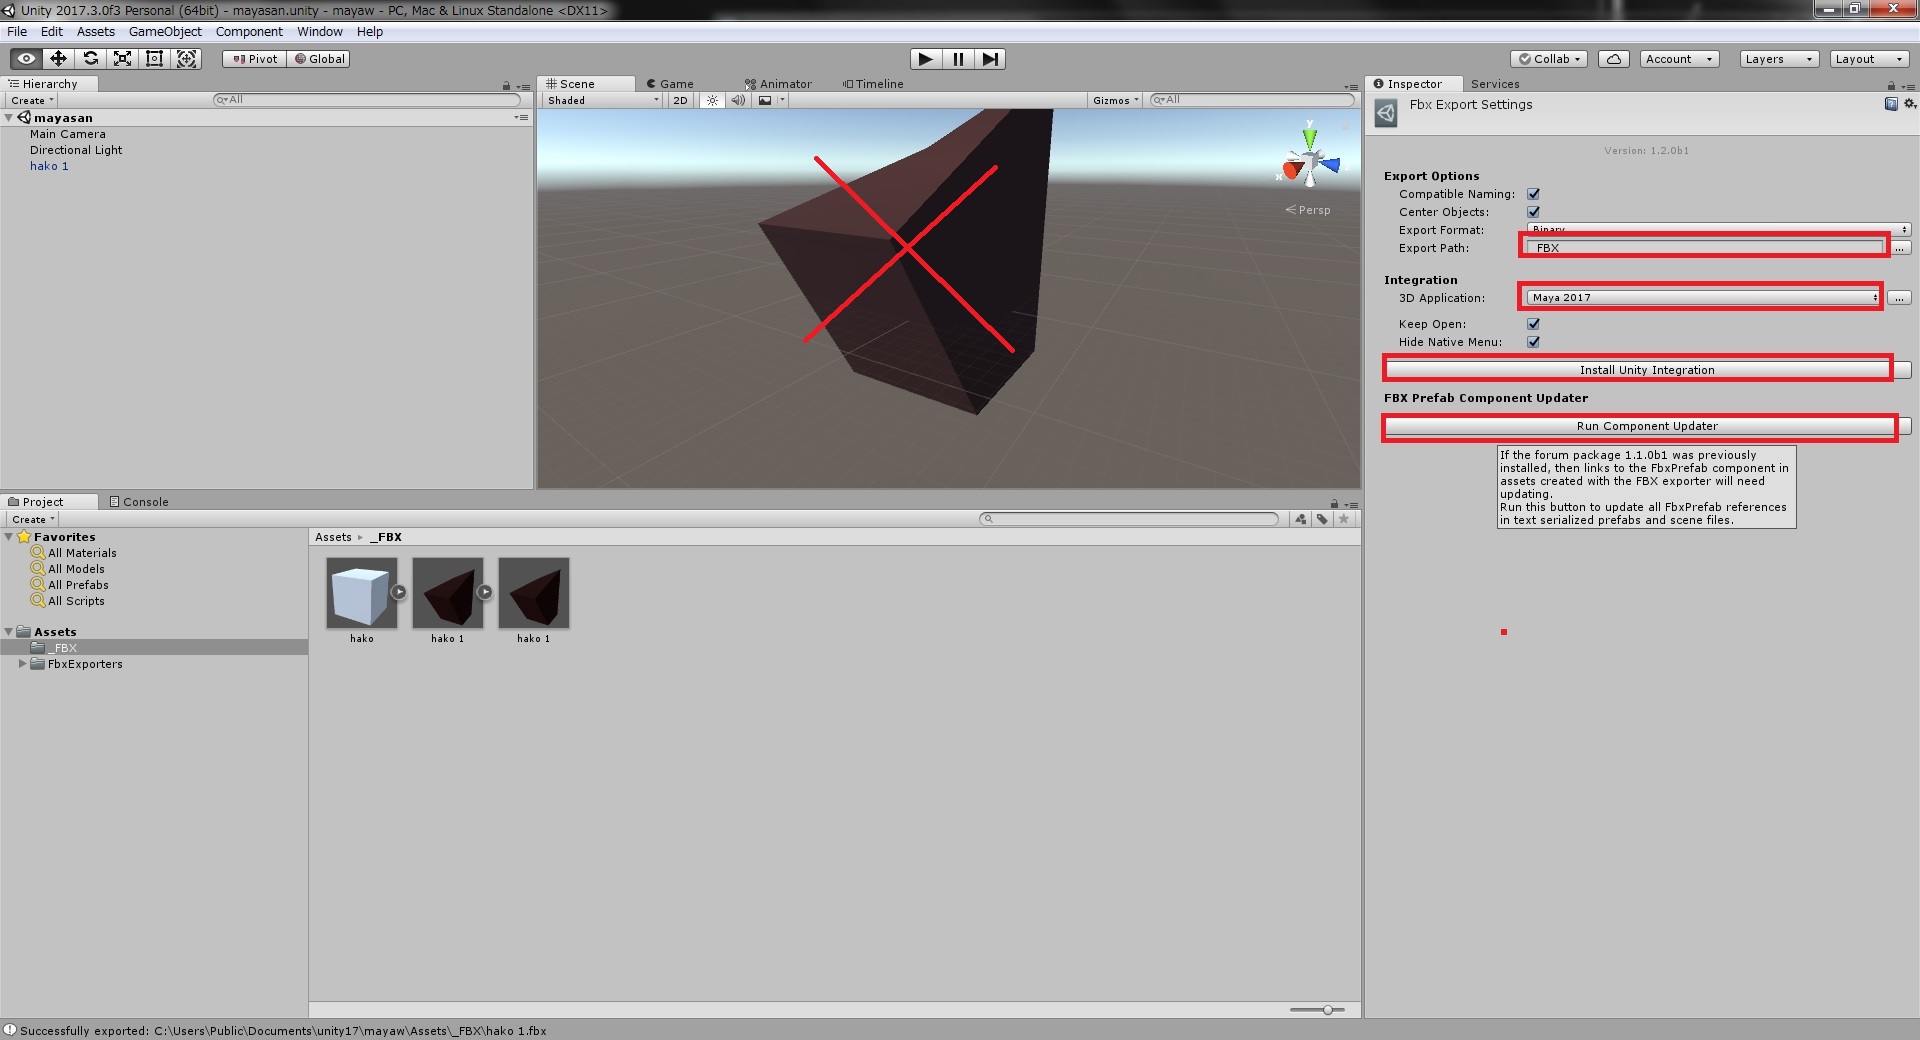 Unity 2017.3.0f3 Personal (64bit) - mayasan.unity - mayaw - PC, Mac & Linux Standalone <DX11>
File Edit Assets GameObject Component Window Help
Pivot Global Collab Account Layers Layout
Hierarchy
Create All
mayasan
Main Camera
Directional Light
hako 1
Scene Game Animator Timeline
Shaded 2D Gizmos All
y
x
Persp
Inspector Services
Fbx Export Settings
Version: 1.2.0b1
Export Options
Compatible Naming:
Center Objects:
Export Format: Binary
Export Path: FBX ...
Integration
3D Application: Maya 2017 ...
Keep Open:
Hide Native Menu:
Install Unity Integration
FBX Prefab Component Updater
Run Component Updater
If the forum package 1.1.0b1 was previously
installed, then links to the FbxPrefab component in
assets created with the FBX exporter will need
updating.
Run this button to update all FbxPrefab references
in text serialized prefabs and scene files.
Project Console
Create
Favorites
All Materials
All Models
All Prefabs
All Scripts
Assets
_FBX
FbxExporters
Assets _FBX
hako hako 1 hako 1
Successfully exported: C:\Users\Public\Documents\unity17\mayaw\Assets\_FBX\hako 1.fbx